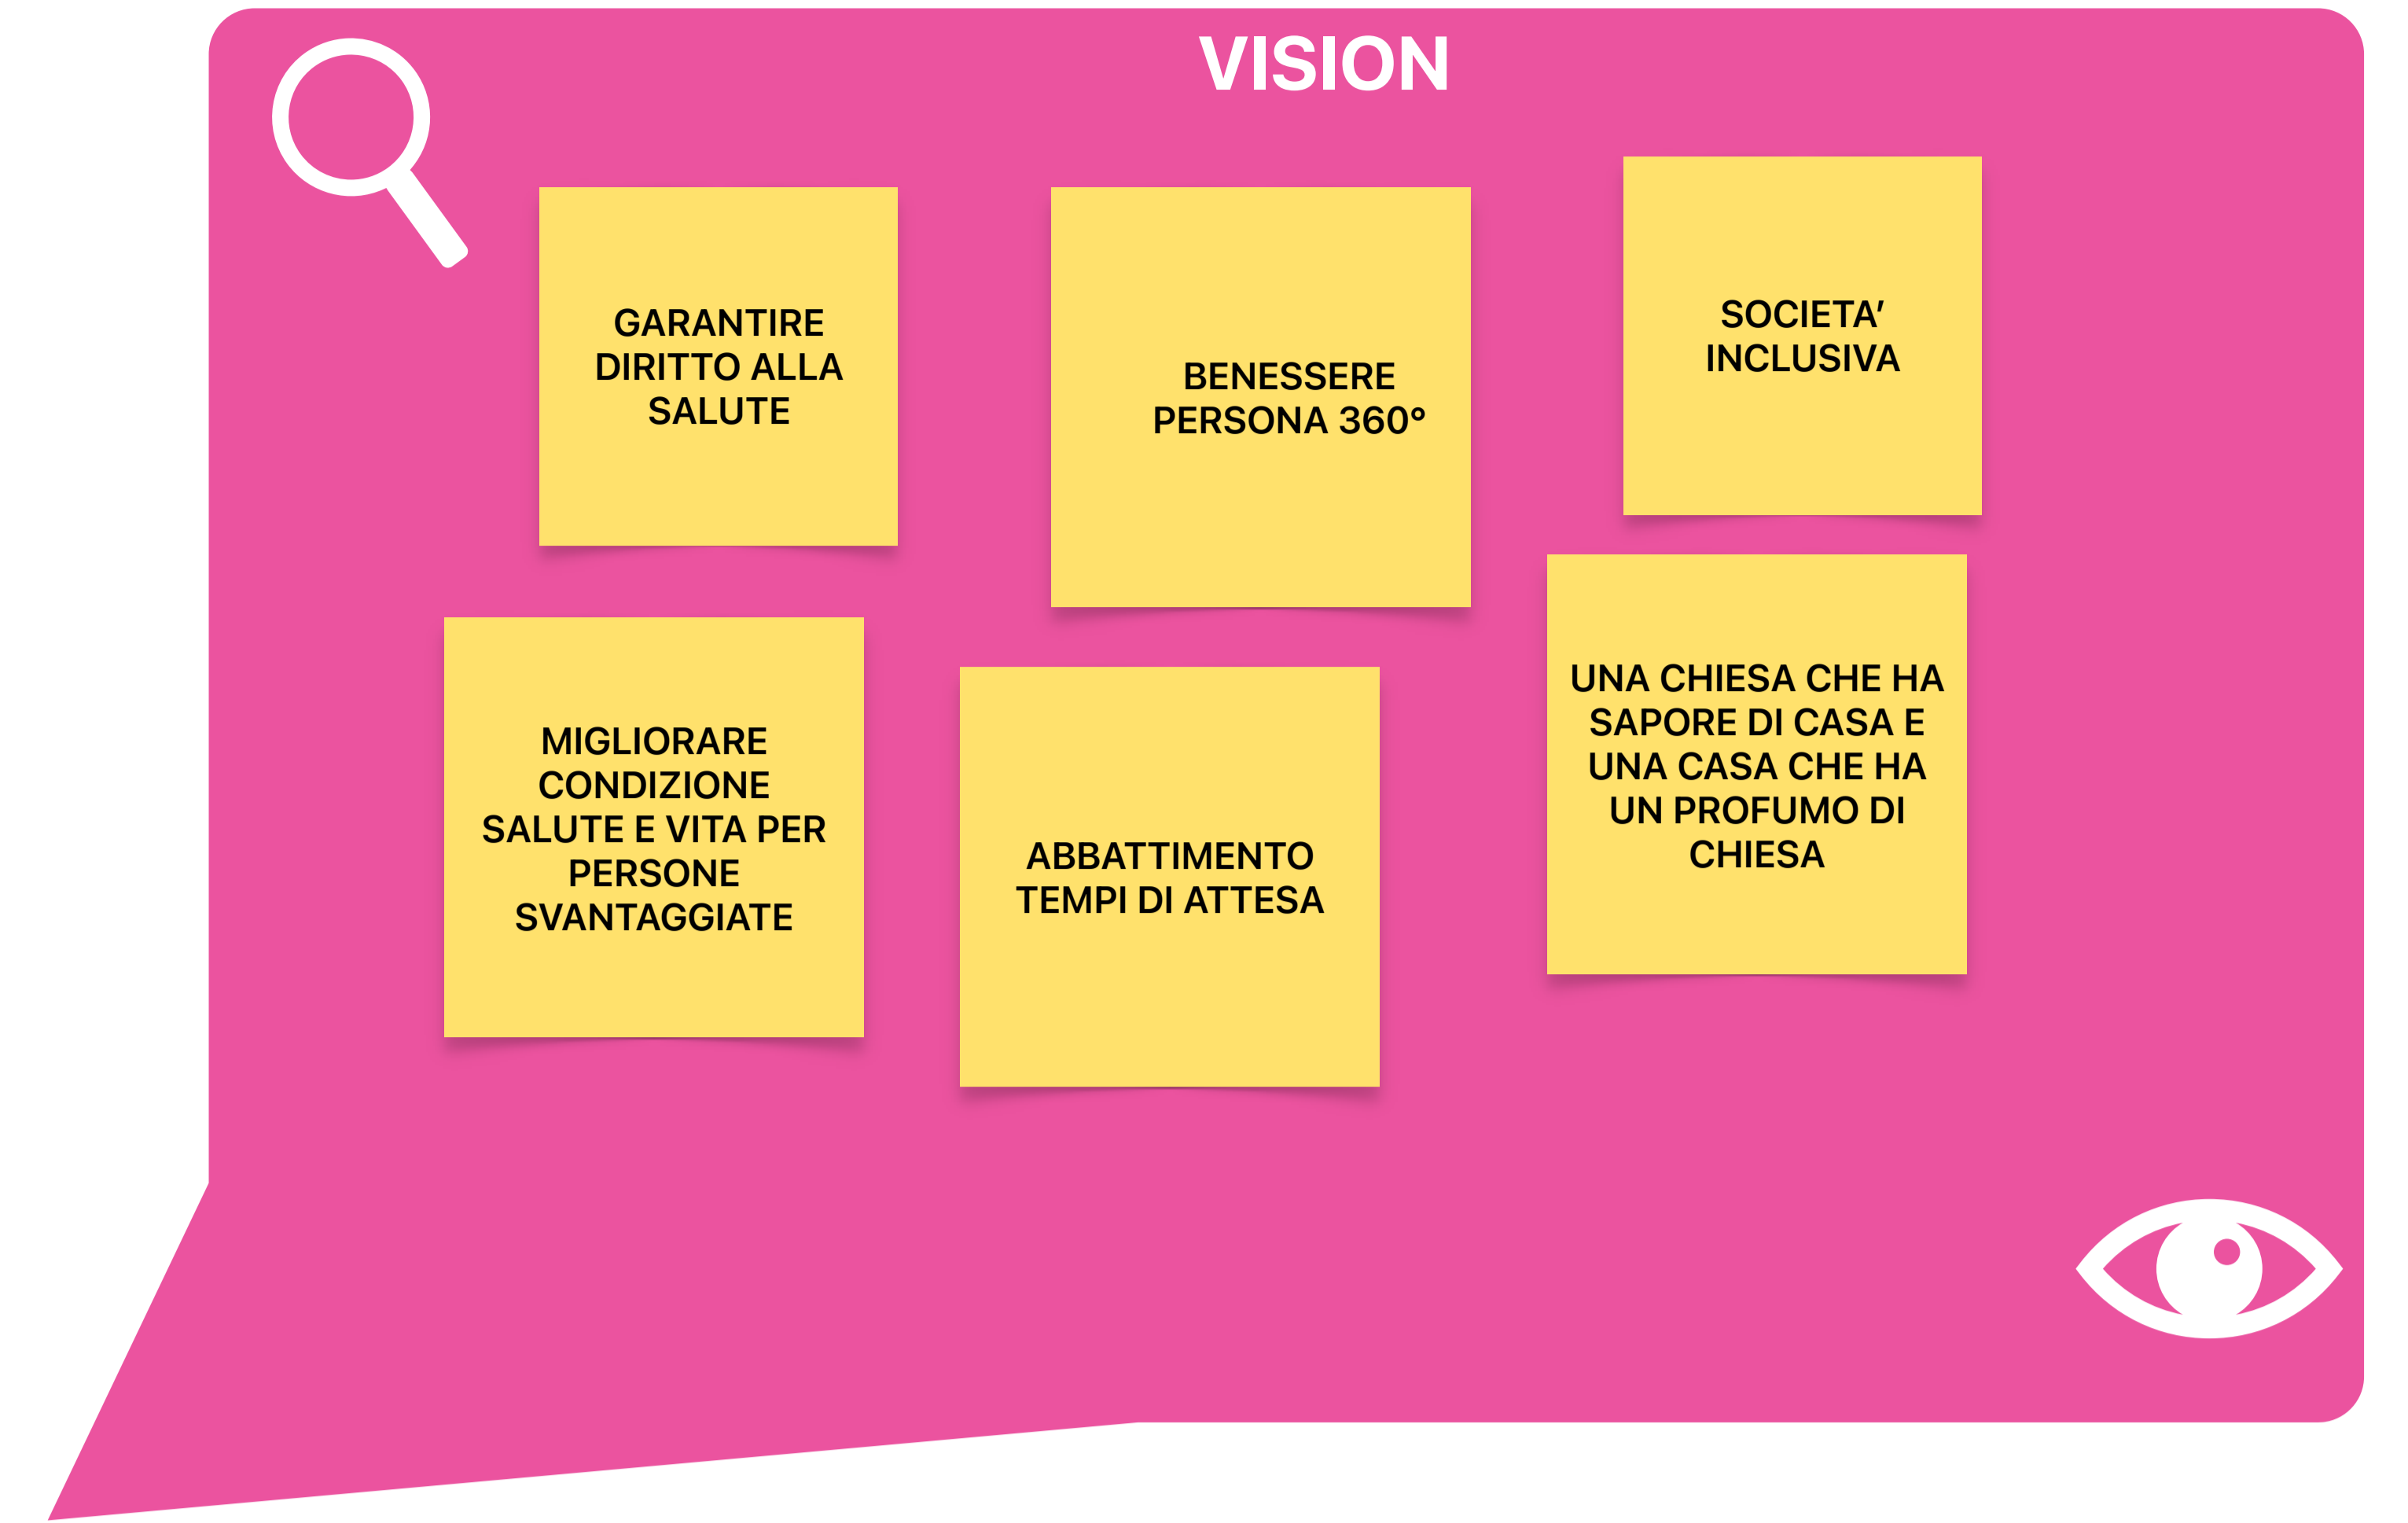 VISION
GARANTIRE
DIRITTO ALLA
SALUTE
BENESSERE
PERSONA 360°
SOCIETA’
INCLUSIVA
MIGLIORARE
CONDIZIONE
SALUTE E VITA PER
PERSONE
SVANTAGGIATE
ABBATTIMENTO
TEMPI DI ATTESA
UNA CHIESA CHE HA
SAPORE DI CASA E
UNA CASA CHE HA
UN PROFUMO DI
CHIESA